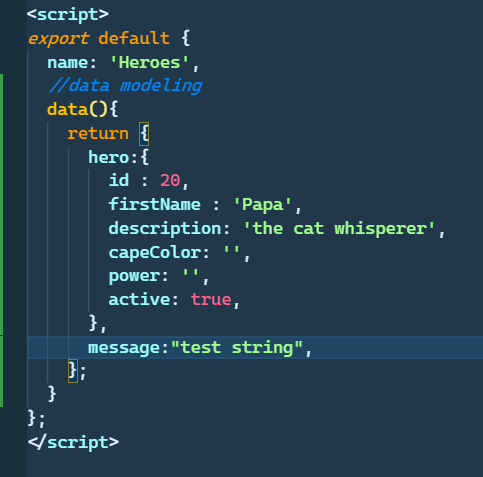 <script>
export default {
name: 'Heroes',
//data modeling
data(){
return {
hero:{
id : 20,
firstName : 'Papa',
description: 'the cat whisperer',
capeColor: '',
power: '',
active: true,
},
message:"test string",
};
}
};
</script>